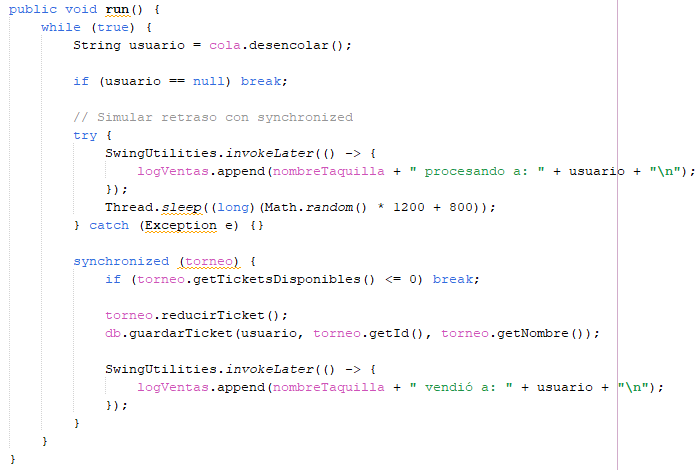 public void run() {
while (true) {
String usuario = cola.desencolar();
if (usuario == null) break;
// Simular retraso con synchronized
try {
SwingUtilities.invokeLater(() -> {
logVentas.append(nombreTaquilla + " procesando a: " + usuario + "\n");
});
Thread.sleep((long)(Math.random() * 1200 + 800));
} catch (Exception e) {}
synchronized (torneo) {
if (torneo.getTicketsDisponibles() <= 0) break;
torneo.reducirTicket();
db.guardarTicket(usuario, torneo.getId(), torneo.getNombre());
SwingUtilities.invokeLater(() -> {
logVentas.append(nombreTaquilla + " vendió a: " + usuario + "\n");
});
}
}
}